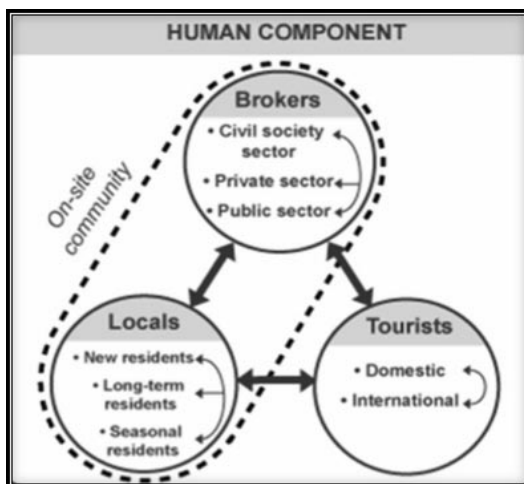 HUMAN COMPONENT
Brokers
• Civil society
sector
• Private sector
• Public sector
On-site
community
Locals
• New residents
• Long-term
residents
• Seasonal
residents
Tourists
• Domestic
• International